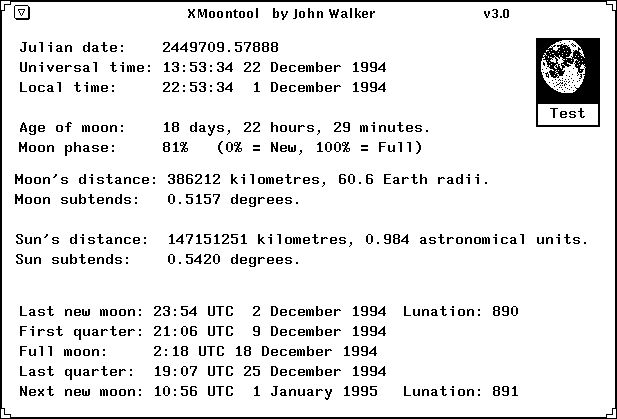 XMoontool by John Walker v3.0
Julian date: 2449709.57888
Universal time: 13:53:34 22 December 1994
Local time: 22:53:34 1 December 1994
Test
Age of moon: 18 days, 22 hours, 29 minutes.
Moon phase: 81% (0% = New, 100% = Full)
Moon's distance: 386212 kilometres, 60.6 Earth radii.
Moon subtends: 0.5157 degrees.
Sun's distance: 147151251 kilometres, 0.984 astronomical units.
Sun subtends: 0.5420 degrees.
Last new moon: 23:54 UTC 2 December 1994 Lunation: 890
First quarter: 21:06 UTC 9 December 1994
Full moon: 2:18 UTC 18 December 1994
Last quarter: 19:07 UTC 25 December 1994
Next new moon: 10:56 UTC 1 January 1995 Lunation: 891